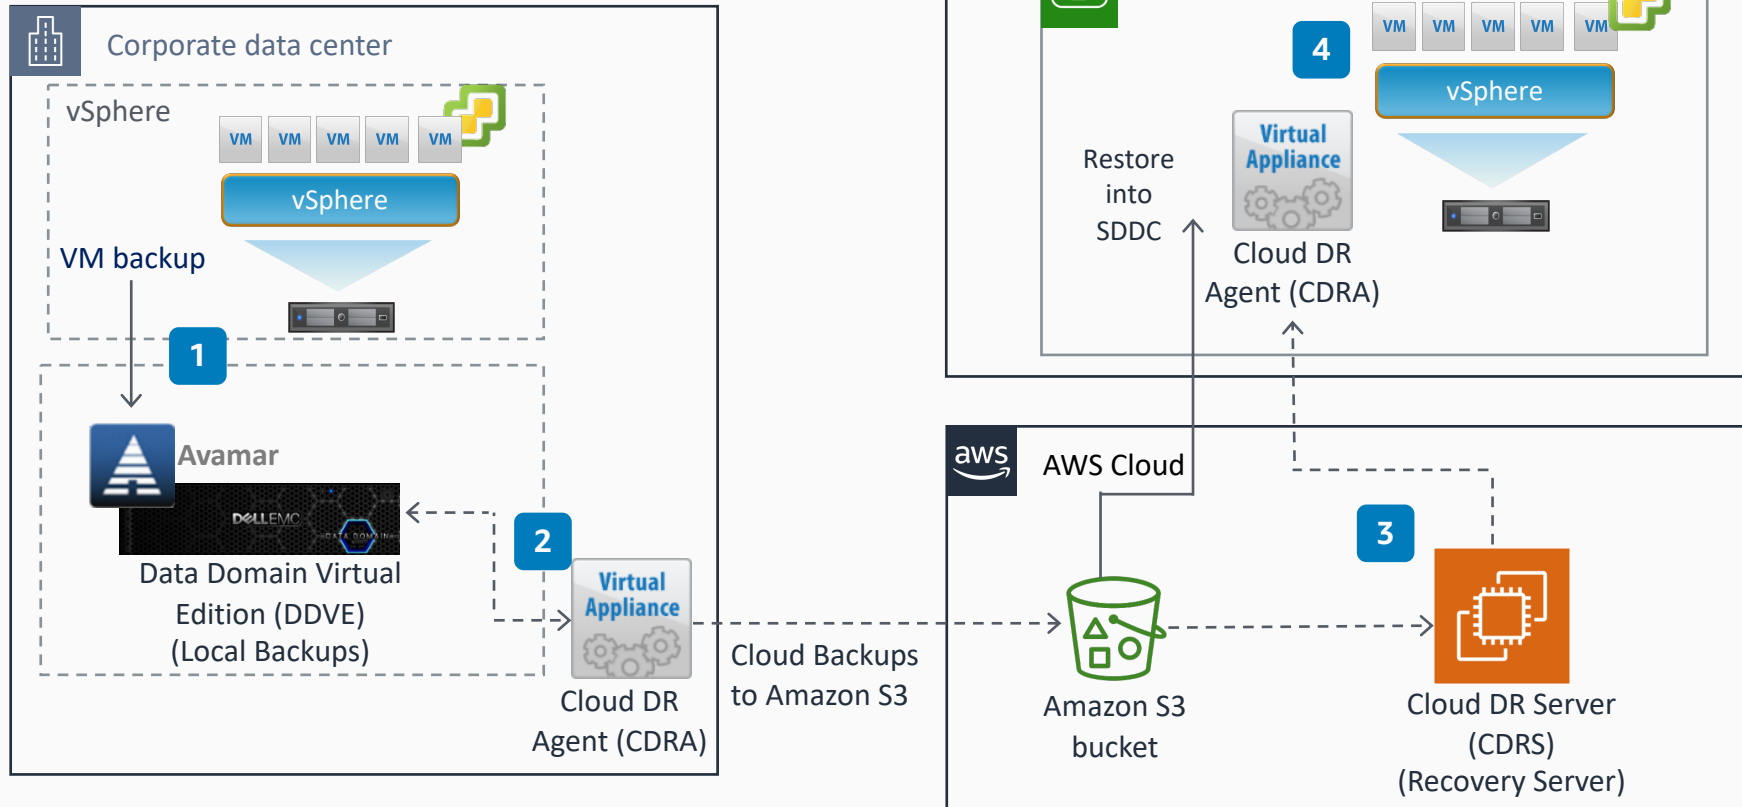 Corporate data center
vSphere
VM VM VM VM VM
vSphere
VM backup
1
Avamar
DELLEMC
DATA DOMAIN
Data Domain Virtual
Edition (DDVE)
(Local Backups)
2
Virtual
Appliance
Cloud DR
Agent (CDRA)
Cloud Backups
to Amazon S3
4
VM VM VM VM VM
vSphere
Restore
into
SDDC
Virtual
Appliance
Cloud DR
Agent (CDRA)
aws
AWS Cloud
3
Amazon S3
bucket
Cloud DR Server
(CDRS)
(Recovery Server)